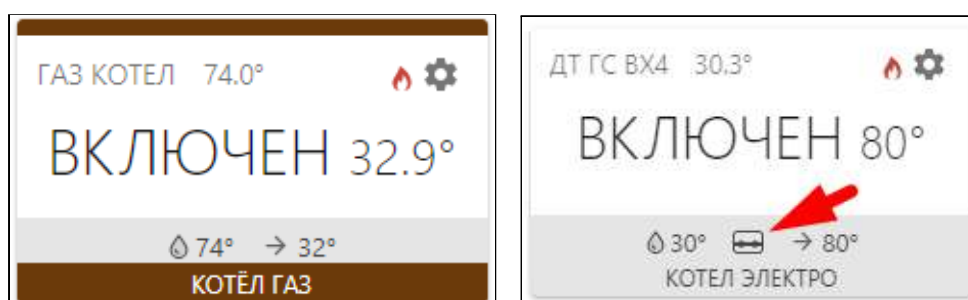 ГАЗ КОТЕЛ 74.0°
ВКЛЮЧЕН 32.9°
74° → 32°
КОТЁЛ ГАЗ
ДТ ГС ВХ4 30.3°
ВКЛЮЧЕН 80°
30° → 80°
КОТЕЛ ЭЛЕКТРО